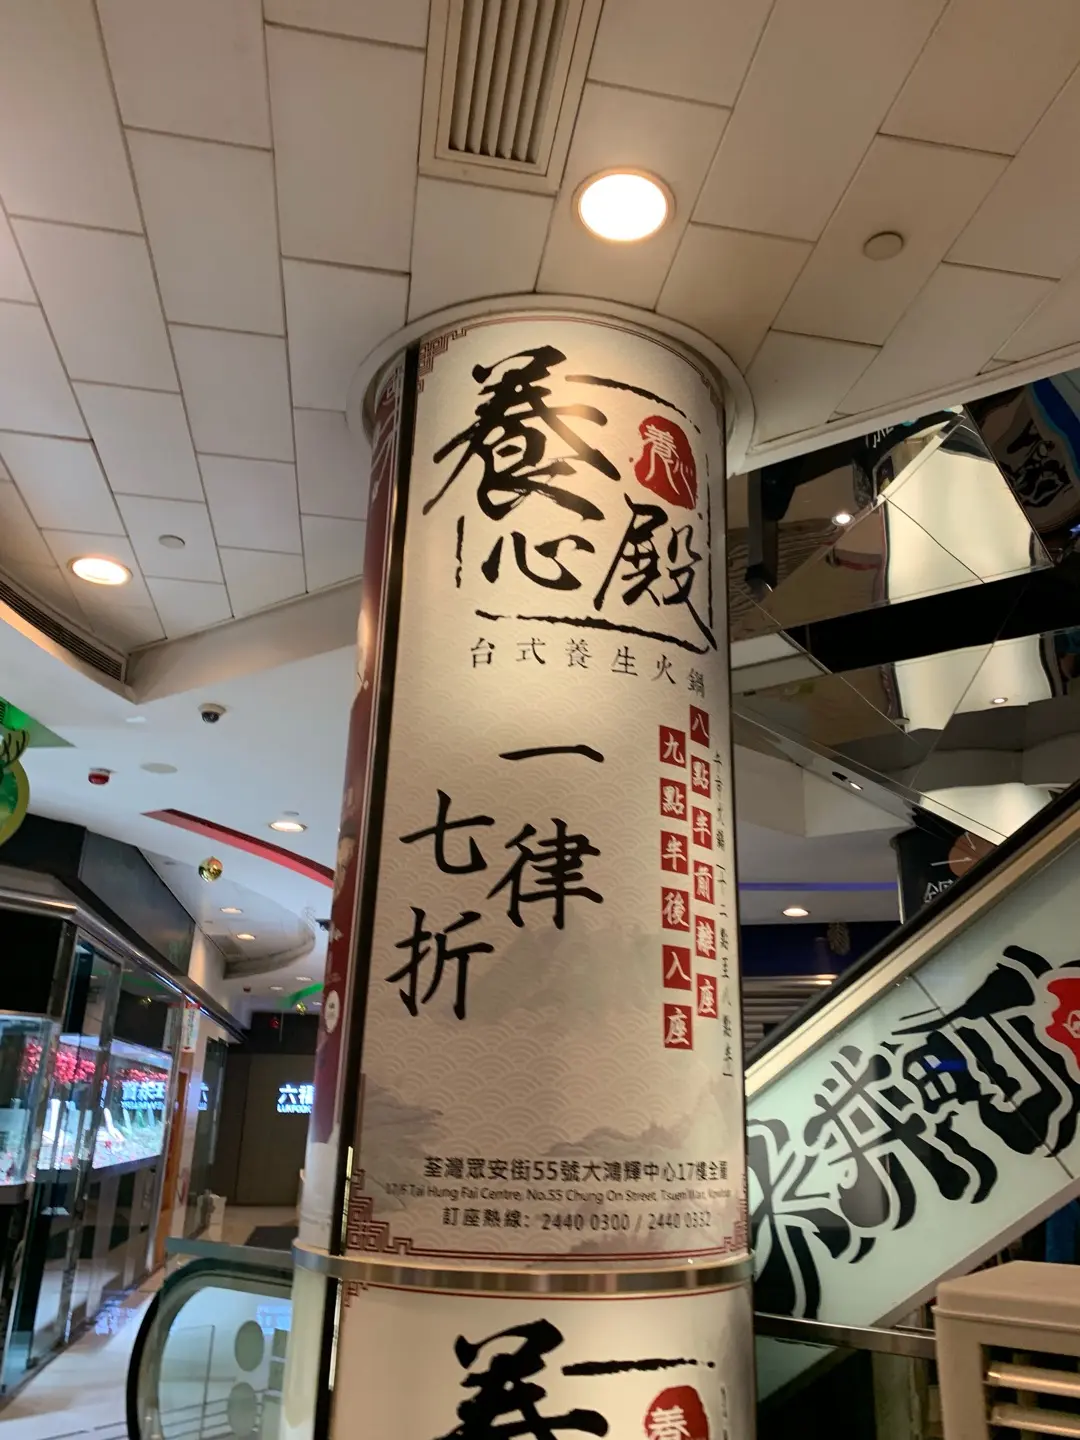 養心殿
養心
台式養生火鍋
一律
七折
八點半前離座
九點半後入座
荃灣眾安街55號大鴻輝中心17樓全層
17/F Tai Hung Fai Centre, No.55 Chung On Street, Tsuen Wan, Kowloon
訂座熱線：2440 0300 / 2440 0332
養
養
六福
LUKFOOK